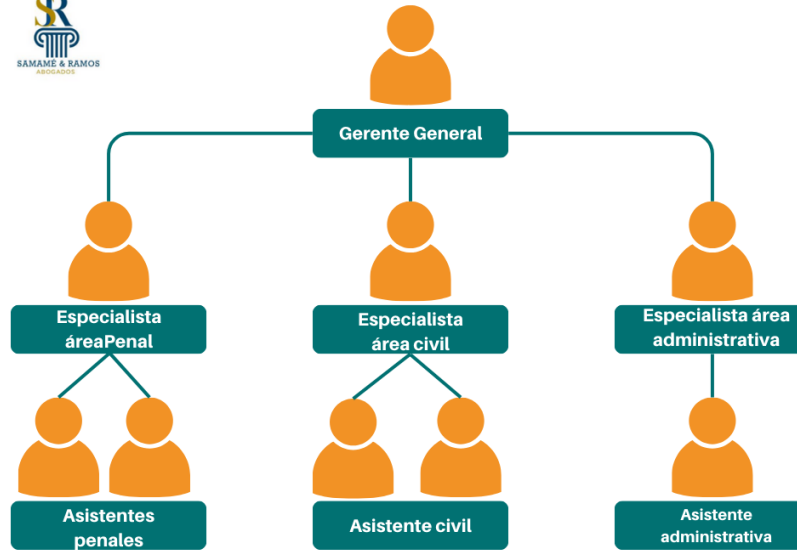 SR
SAMAMÉ & RAMOS
ABOGADOS
Gerente General
Especialista
áreaPenal
Especialista
área civil
Especialista área
administrativa
Asistentes
penales
Asistente civil
Asistente
administrativa